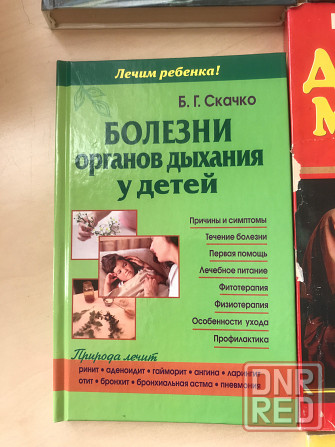 Лечим ребенка!
Б. Г. Скачко
БОЛЕЗНИ
органов дыхания
у детей
Причины и симптомы
Течение болезни
Первая помощь
Лечебное питание
Фитотерапия
Физиотерапия
Особенности ухода
Профилактика
Природа лечит
ринит • аденоидит • гайморит • ангина • ларингит
отит • бронхит • бронхиальная астма • пневмония
Д
М
ONR
RED